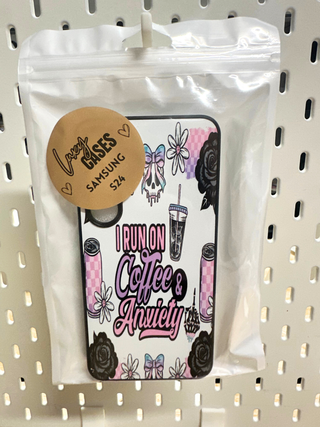 CASES
SAMSUNG
S24
I RUN ON
Coffee &
Anxiety